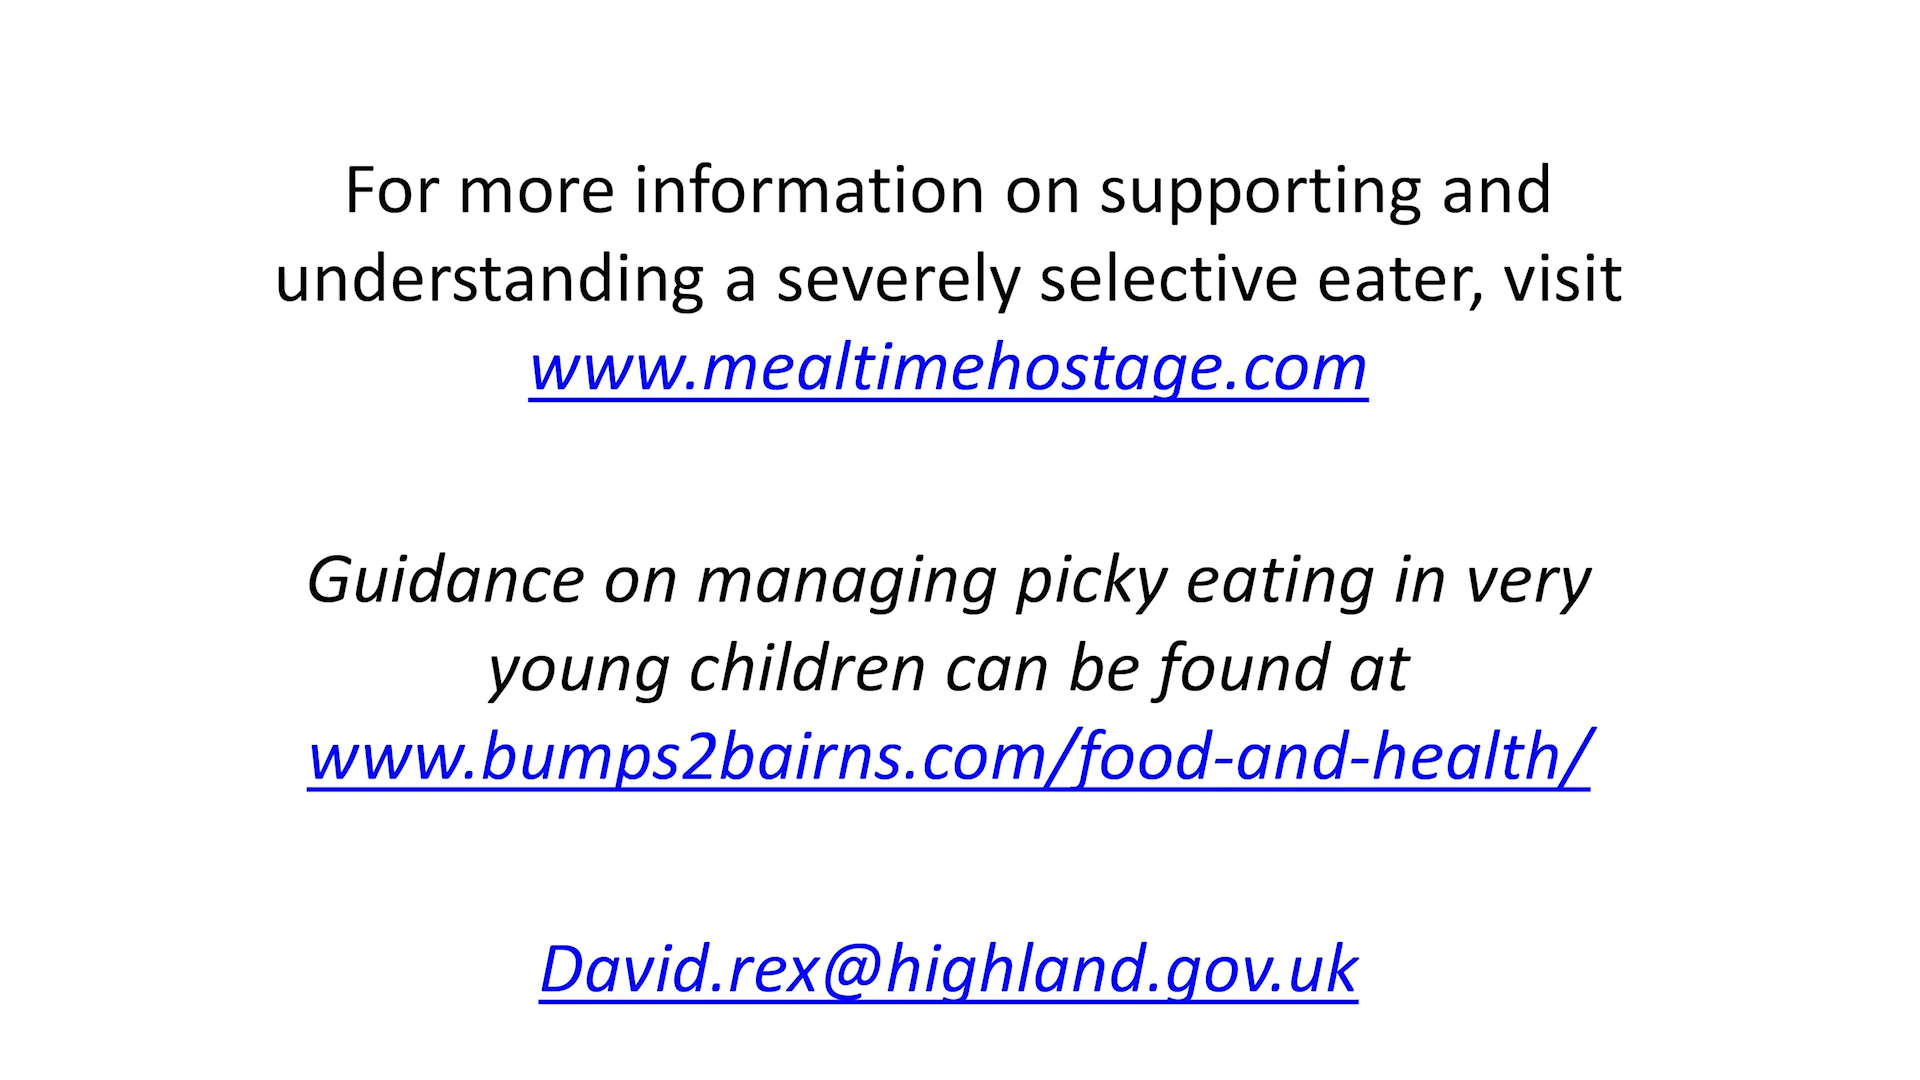 For more information on supporting and
understanding a severely selective eater, visit
www.mealtimehostage.com
Guidance on managing picky eating in very
young children can be found at
www.bumps2bairns.com/food-and-health/
David.rex@highland.gov.uk